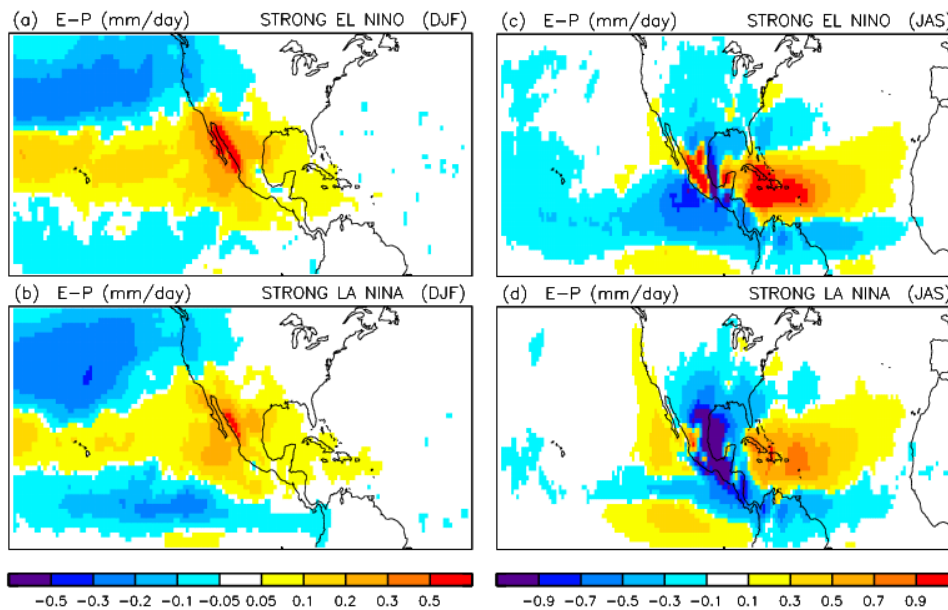 (a) E-P (mm/day) STRONG EL NINO (DJF)
(b) E-P (mm/day) STRONG LA NINA (DJF)
-0.5 -0.3 -0.2 -0.1 -0.05 0.05 0.1 0.2 0.3 0.5
(c) E-P (mm/day) STRONG EL NINO (JAS)
(d) E-P (mm/day) STRONG LA NINA (JAS)
-0.9 -0.7 -0.5 -0.3 -0.1 0.1 0.3 0.5 0.7 0.9